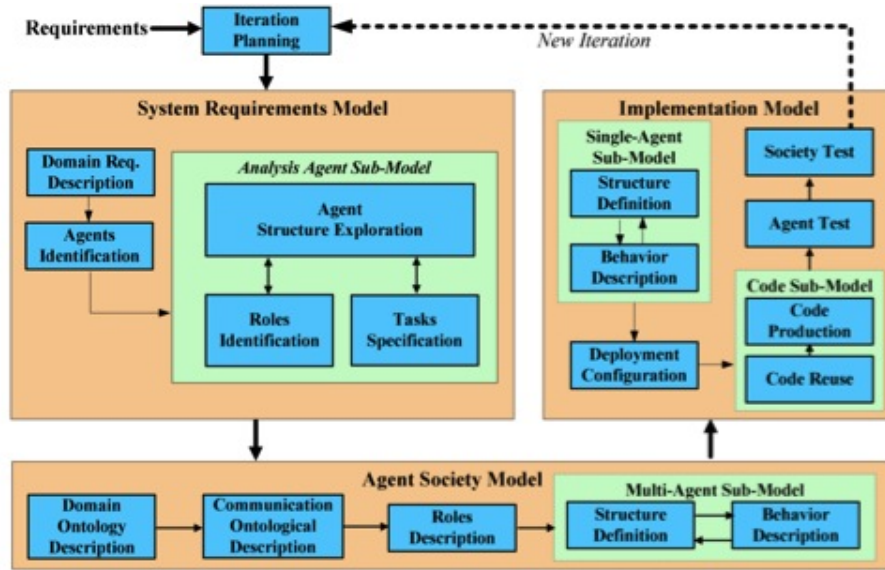 Requirements
Iteration
Planning
New Iteration
System Requirements Model
Domain Req.
Description
Agents
Identification
Analysis Agent Sub-Model
Agent
Structure Exploration
Roles
Identification
Tasks
Specification
Implementation Model
Single-Agent
Sub-Model
Structure
Definition
Behavior
Description
Deployment
Configuration
Society Test
Agent Test
Code Sub-Model
Code
Production
Code Reuse
Agent Society Model
Domain
Ontology
Description
Communication
Ontological
Description
Roles
Description
Multi-Agent Sub-Model
Structure
Definition
Behavior
Description